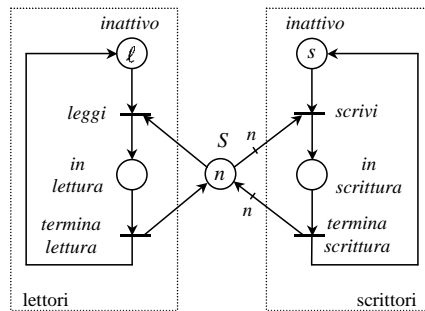 inattivo
ℓ
leggi
in
lettura
termina
lettura
lettori
S
n
n
n
inattivo
s
scrivi
in
scrittura
termina
scrittura
scrittori